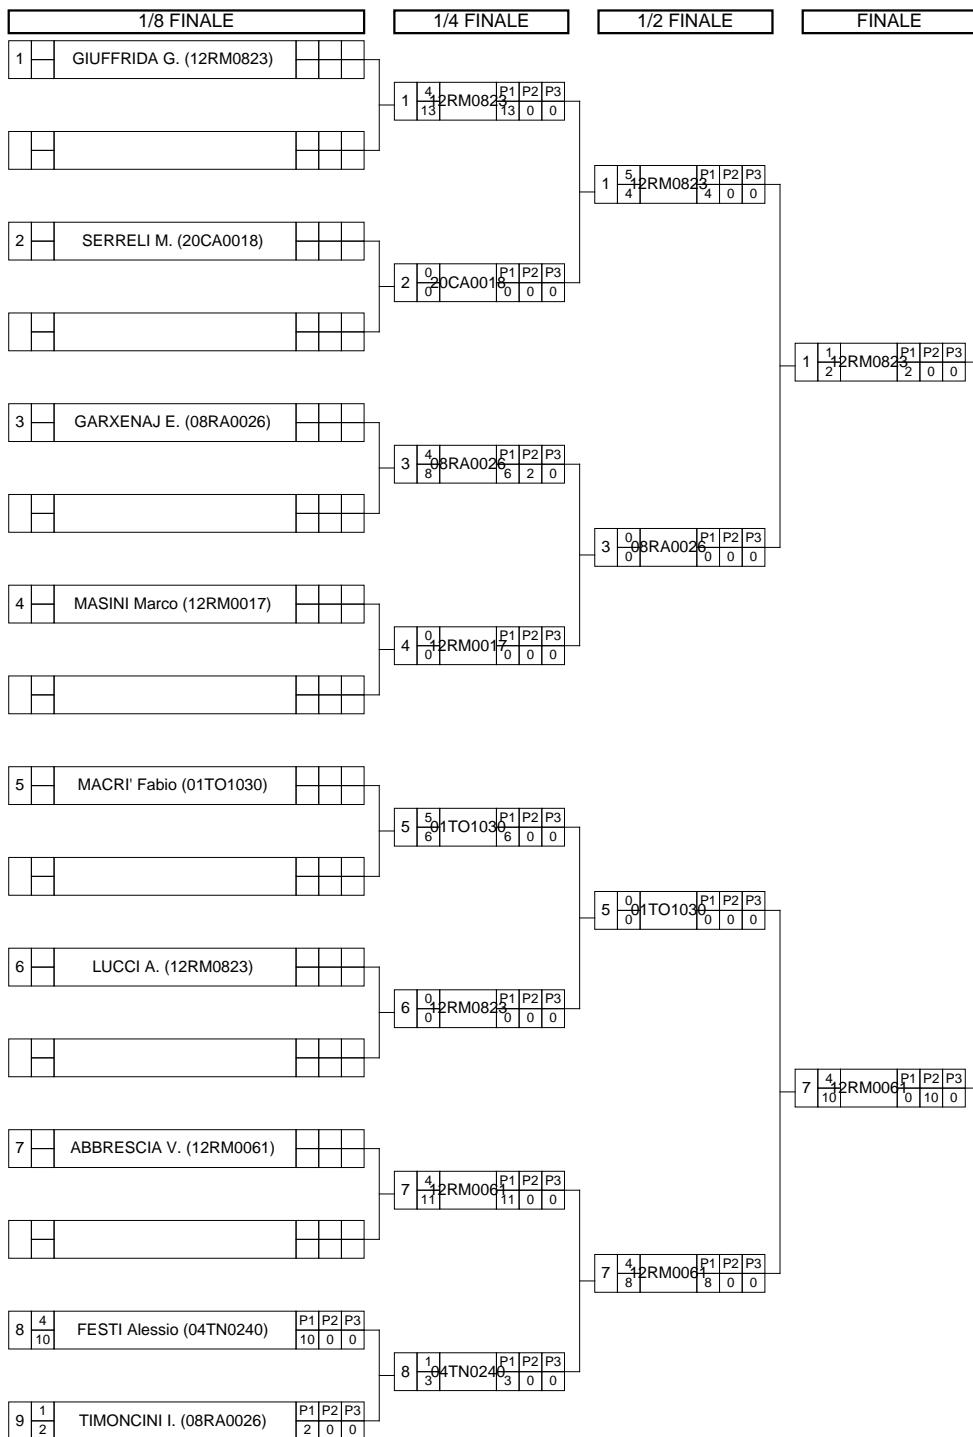 1/8 FINALE 1/4 FINALE 1/2 FINALE FINALE
1 GIUFFRIDA G. (12RM0823)
1 4 13 12RM0823 P1 P2 P3 13 0 0
1 5 4 12RM0823 P1 P2 P3 4 0 0
2 SERRELI M. (20CA0018)
2 0 0 20CA0018 P1 P2 P3 0 0 0
1 1 2 12RM0823 P1 P2 P3 2 0 0
3 GARXENAJ E. (08RA0026)
3 4 8 08RA0026 P1 P2 P3 6 2 0
3 0 0 08RA0026 P1 P2 P3 0 0 0
4 MASINI Marco (12RM0017)
4 0 0 12RM0017 P1 P2 P3 0 0 0
5 MACRI' Fabio (01TO1030)
5 5 6 01TO1030 P1 P2 P3 6 0 0
5 0 0 01TO1030 P1 P2 P3 0 0 0
6 LUCCI A. (12RM0823)
6 0 0 12RM0823 P1 P2 P3 0 0 0
7 4 10 12RM0061 P1 P2 P3 0 10 0
7 ABBRESCIA V. (12RM0061)
7 4 11 12RM0061 P1 P2 P3 11 0 0
7 4 8 12RM0061 P1 P2 P3 8 0 0
8 4 10 FESTI Alessio (04TN0240) P1 P2 P3 10 0 0
8 1 3 04TN0240 P1 P2 P3 3 0 0
9 1 2 TIMONCINI I. (08RA0026) P1 P2 P3 2 0 0